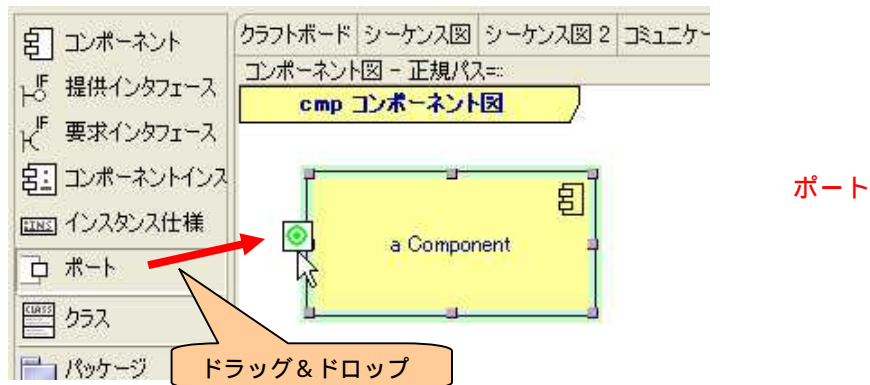 コンポーネント
提供インタフェース
要求インタフェース
コンポーネントインス
インスタンス仕様
ポート
クラス
パッケージ
クラフトボード シーケンス図 シーケンス図 2 コミュニケー
コンポーネント図 - 正規パス=::
cmp コンポーネント図
a Component
ドラッグ&ドロップ
ポート